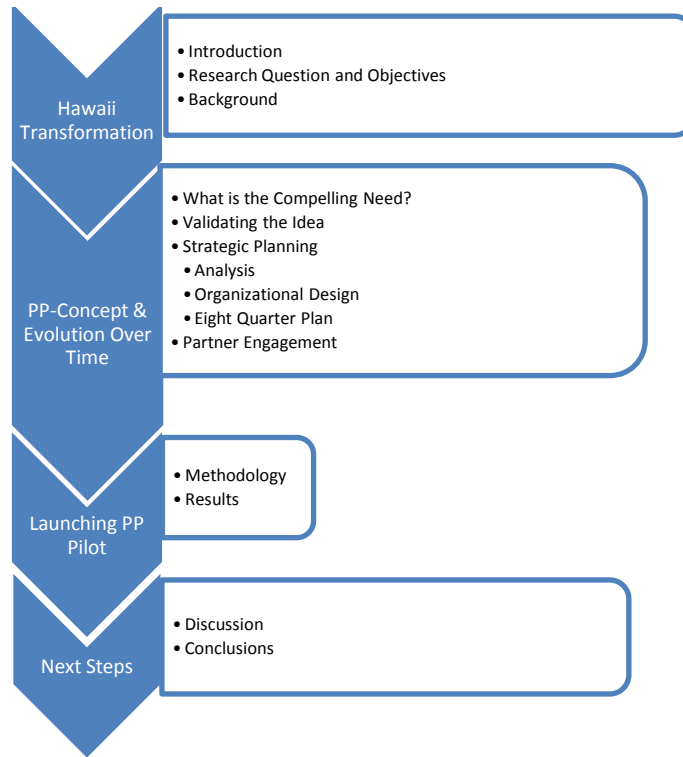 Hawaii
Transformation
• Introduction
• Research Question and Objectives
• Background
PP-Concept &
Evolution Over
Time
• What is the Compelling Need?
• Validating the Idea
• Strategic Planning
• Analysis
• Organizational Design
• Eight Quarter Plan
• Partner Engagement
Launching PP
Pilot
• Methodology
• Results
Next Steps
• Discussion
• Conclusions